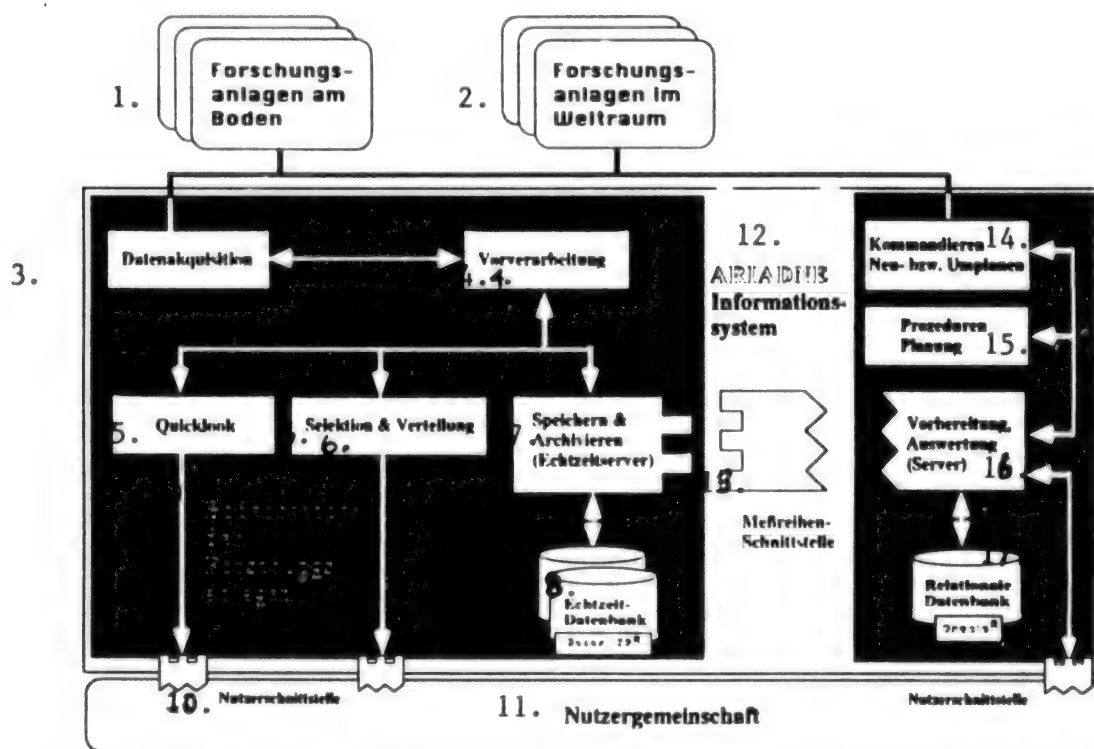 1.
Forschungs-
anlagen am
Boden
2.
Forschungs-
anlagen im
Weltraum
3.
Datenakquisition
Vorverarbeitung
4.
12.
ARIADNE
Informations-
system
Kommandieren 14.
Neu- bzw. Umplanen
Prozeduren
Planung 15.
5. Quicklook
Selektion & Verteilung
6.
7. Speichern &
Archivieren
(Echtzeitserver)
13.
Meßreihen-
Schnittstelle
Vorbereitung,
Auswertung
(Server) 16.
8.
Echtzeit-
Datenbank
17
Relationale
Datenbank
10. Nutzerschnittstelle
Nutzerschnittstelle
11. Nutzergemeinschaft